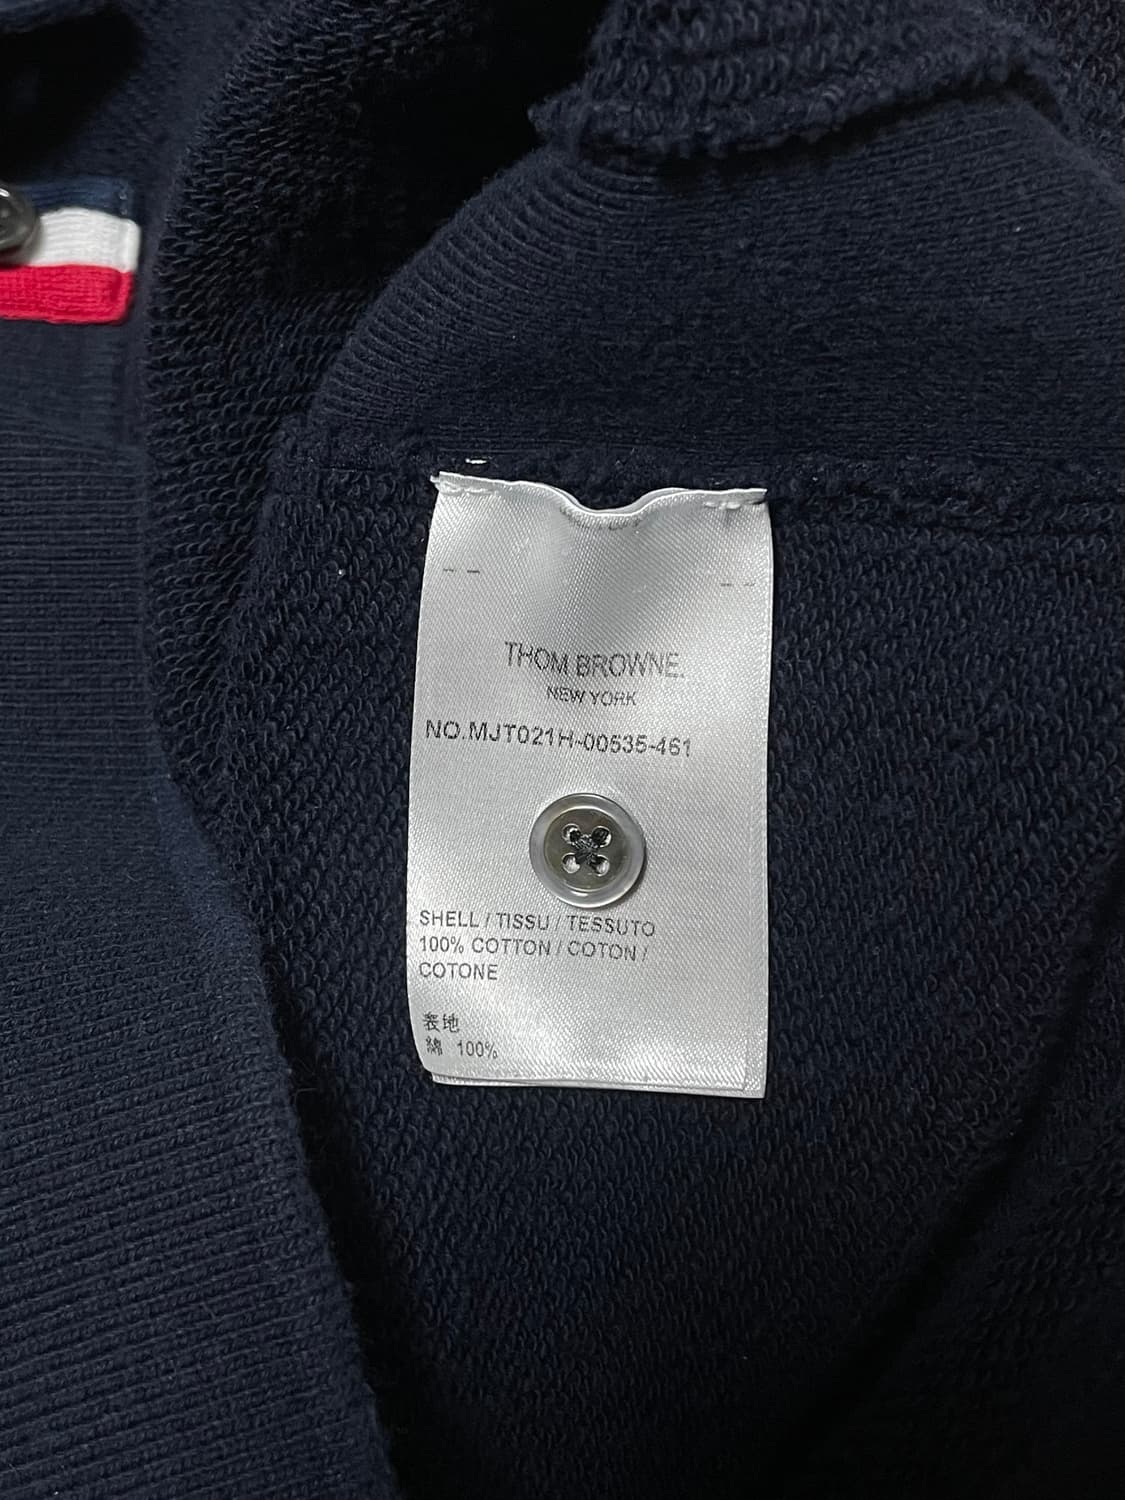 THOM BROWNE.
NEW YORK
NO.MJT021H-00535-461
SHELL / TISSU / TESSUTO
100% COTTON / COTON /
COTONE
表地
綿 100%